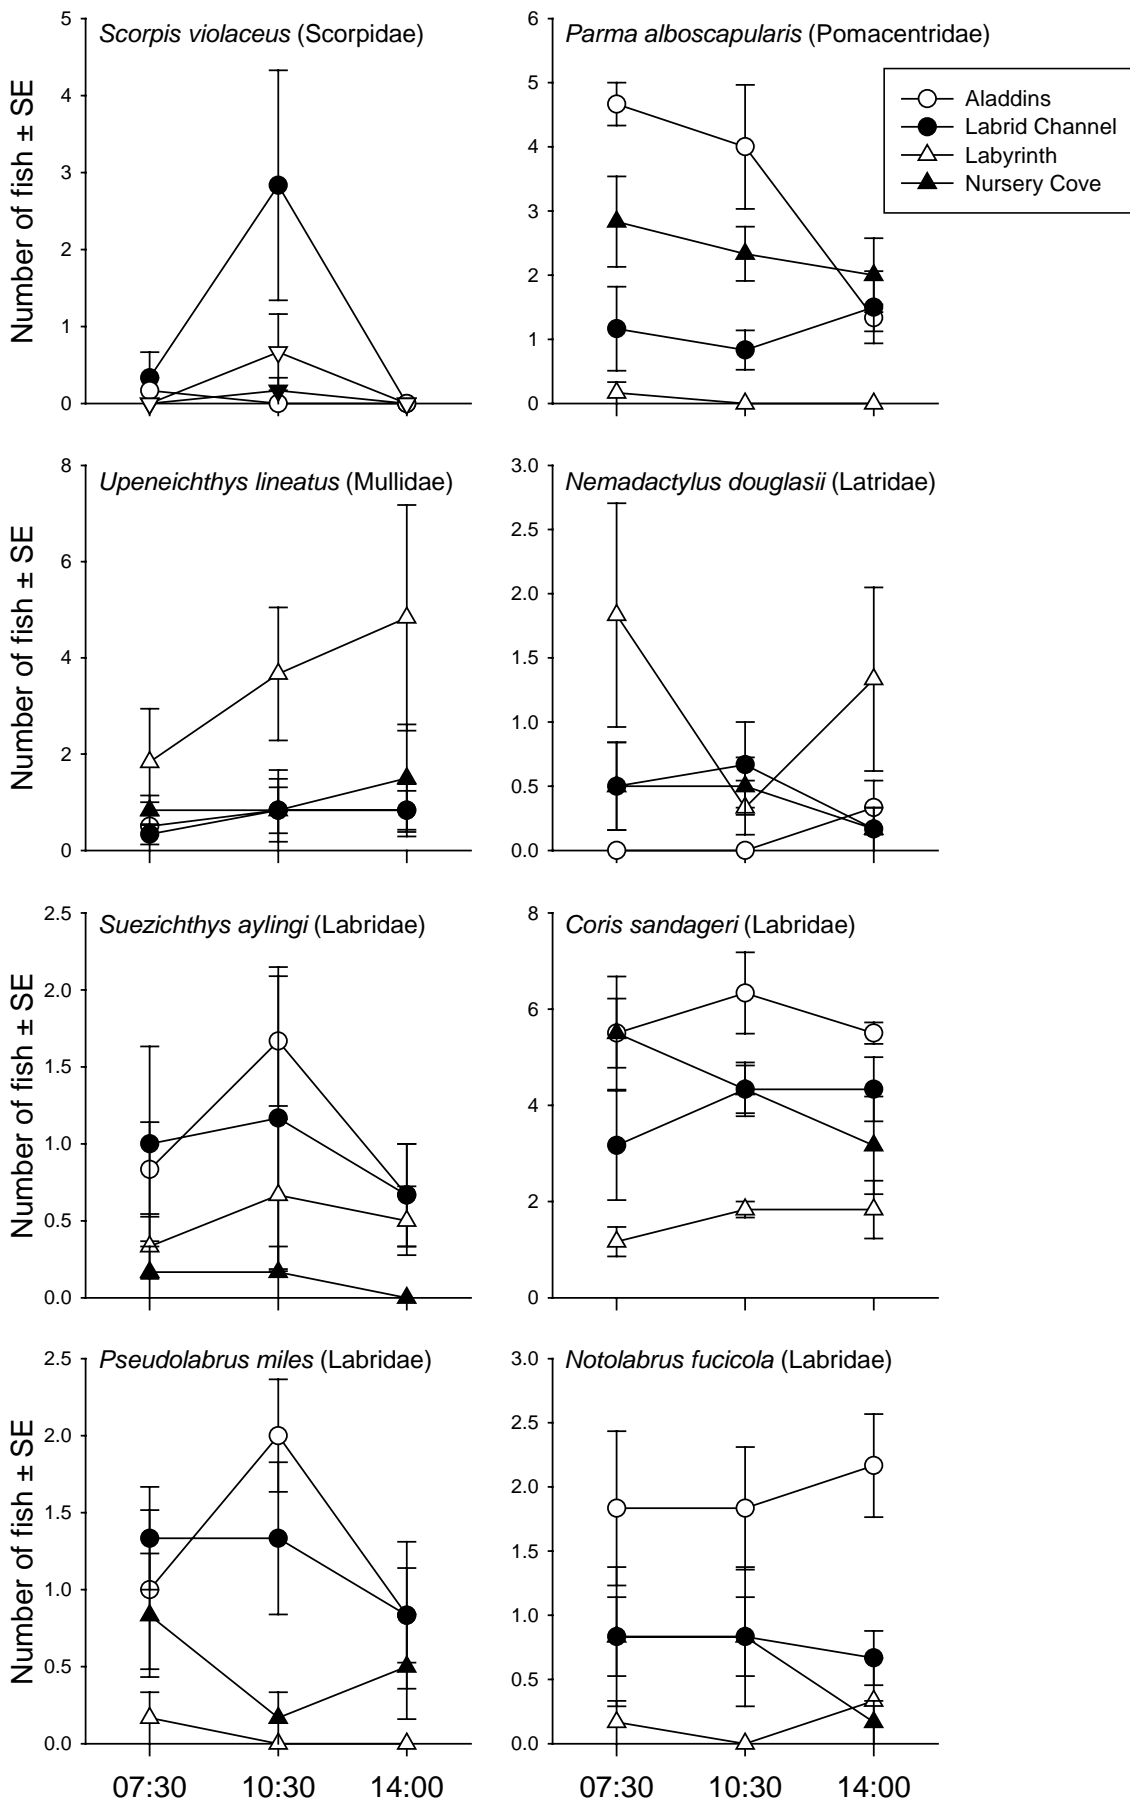 Scorpis violaceus (Scorpidae)
Parma alboscapularis (Pomacentridae)
Aladdins
Labrid Channel
Labyrinth
Nursery Cove
Number of fish ± SE
5
4
3
2
1
0
6
5
4
3
2
1
0
Upeneichthys lineatus (Mullidae)
Nemadactylus douglasii (Latridae)
Number of fish ± SE
8
6
4
2
0
3.0
2.5
2.0
1.5
1.0
0.5
0.0
Suezichthys aylingi (Labridae)
Coris sandageri (Labridae)
Number of fish ± SE
2.5
2.0
1.5
1.0
0.5
0.0
8
6
4
2
0
Pseudolabrus miles (Labridae)
Notolabrus fucicola (Labridae)
Number of fish ± SE
2.5
2.0
1.5
1.0
0.5
0.0
3.0
2.5
2.0
1.5
1.0
0.5
0.0
07:30 10:30 14:00
07:30 10:30 14:00